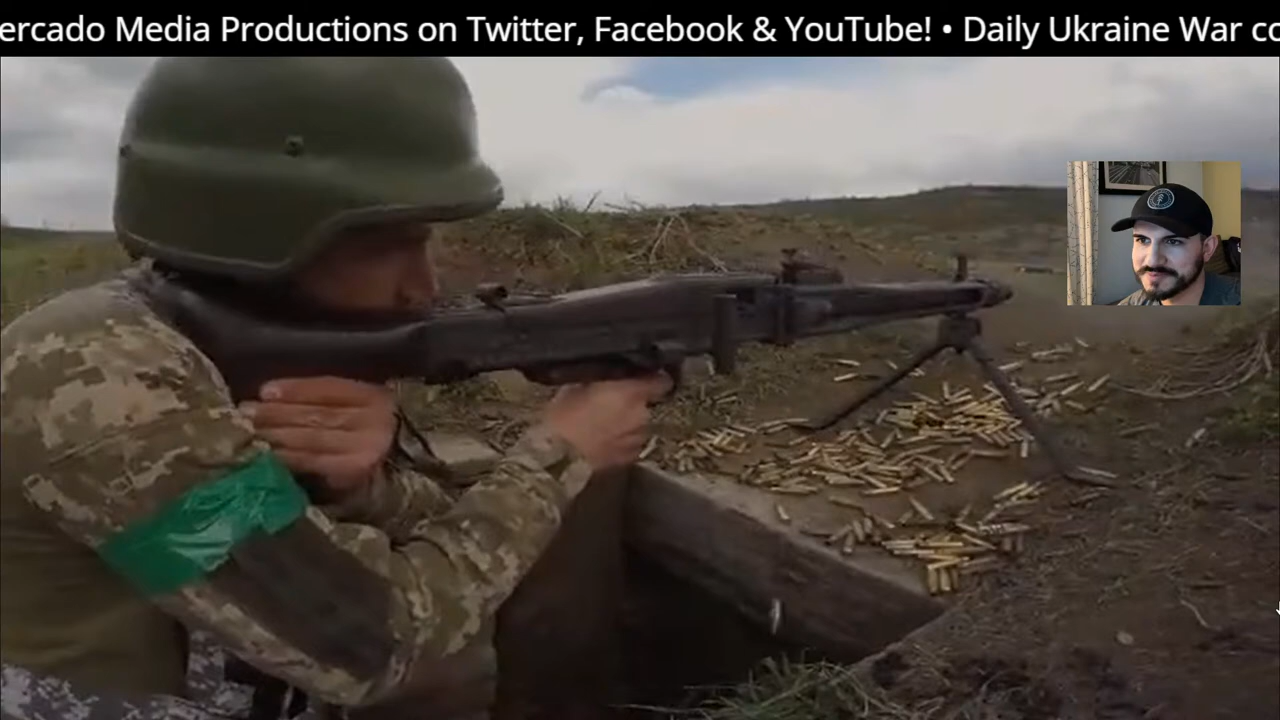 ercado Media Productions on Twitter, Facebook & YouTube! • Daily Ukraine War co